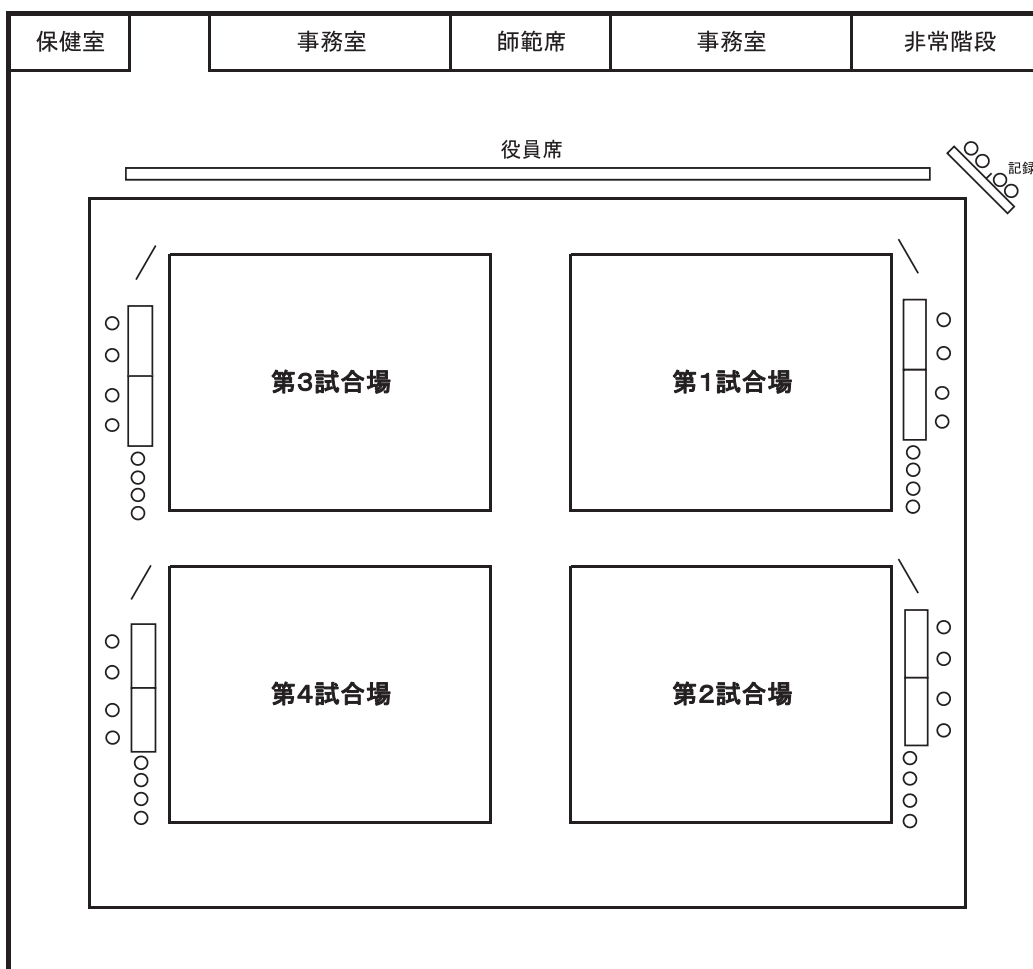 保健室
事務室
師範席
事務室
非常階段
役員席
記録
第3試合場
第1試合場
第4試合場
第2試合場